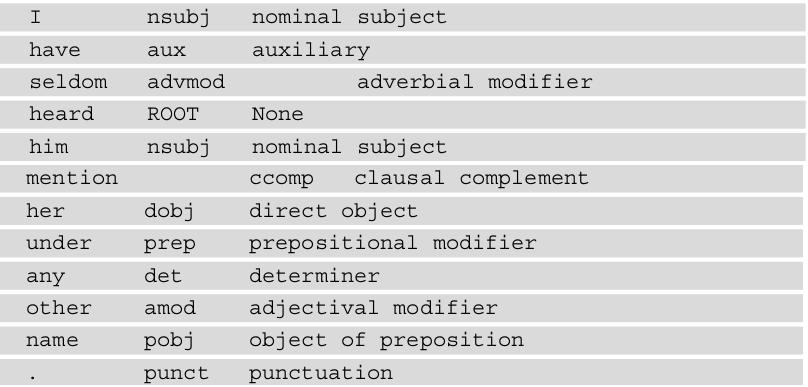 I nsubj nominal subject
have aux auxiliary
seldom advmod adverbial modifier
heard ROOT None
him nsubj nominal subject
mention ccomp clausal complement
her dobj direct object
under prep prepositional modifier
any det determiner
other amod adjectival modifier
name pobj object of preposition
. punct punctuation